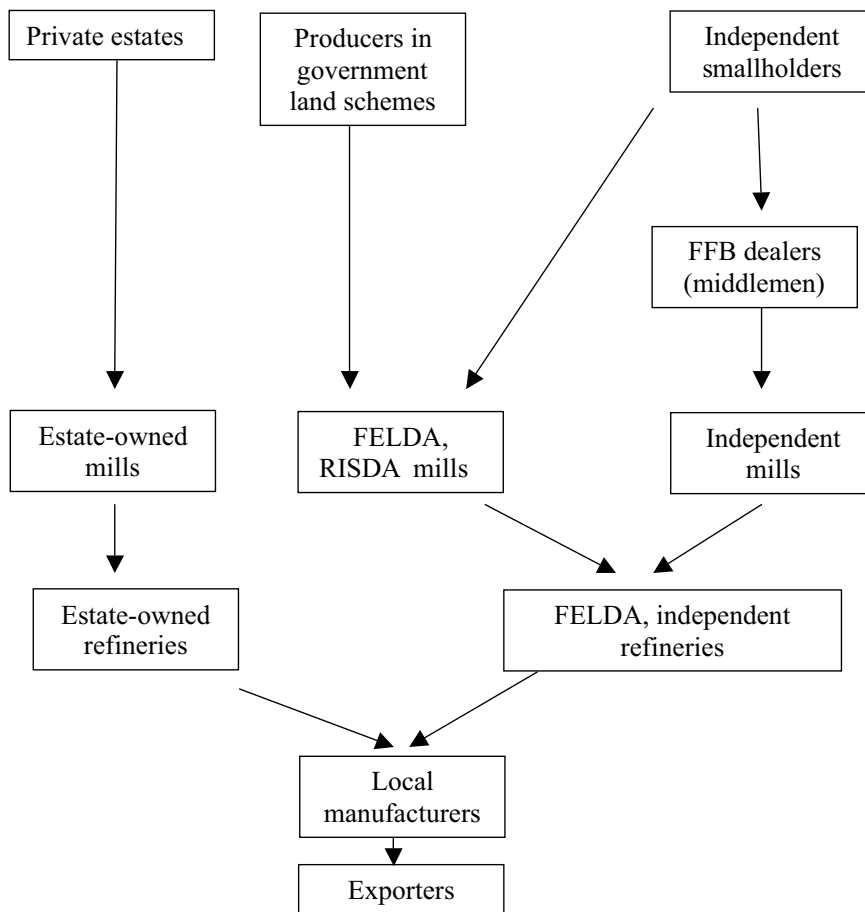 Private estates
Producers in
government
land schemes
Independent
smallholders
FFB dealers
(middlemen)
Estate-owned
mills
FELDA,
RISDA mills
Independent
mills
Estate-owned
refineries
FELDA, independent
refineries
Local
manufacturers
Exporters